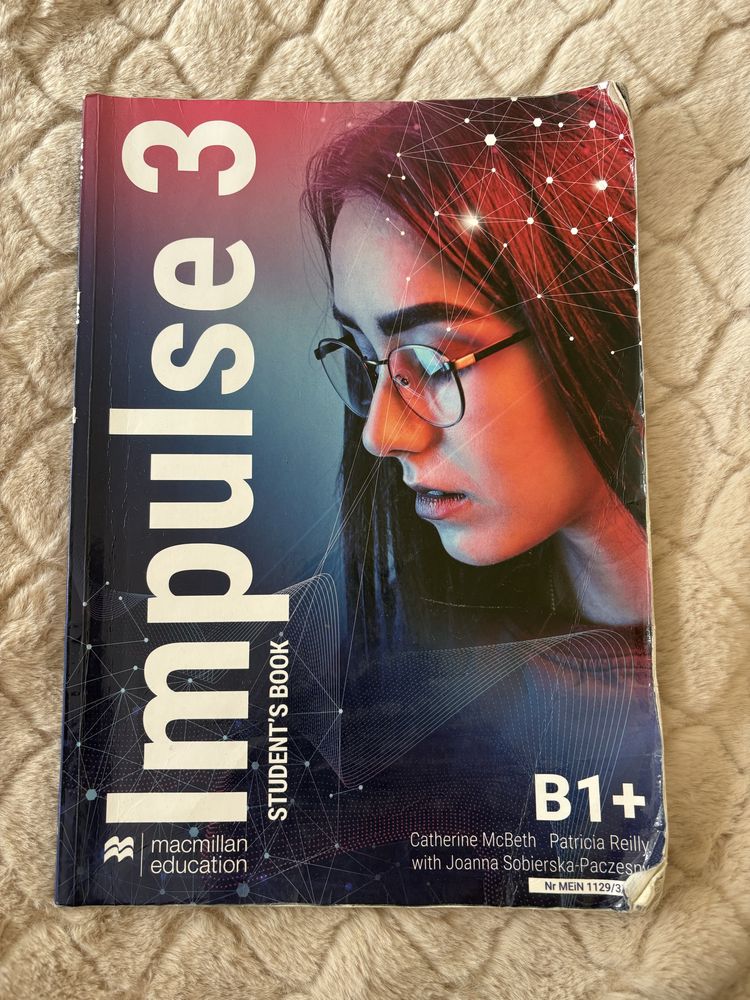 Impulse 3
STUDENT'S BOOK
B1+
Catherine McBeth Patricia Reilly
with Joanna Sobierska-Paczesn
Nr MEiN 1129/3
macmillan
education